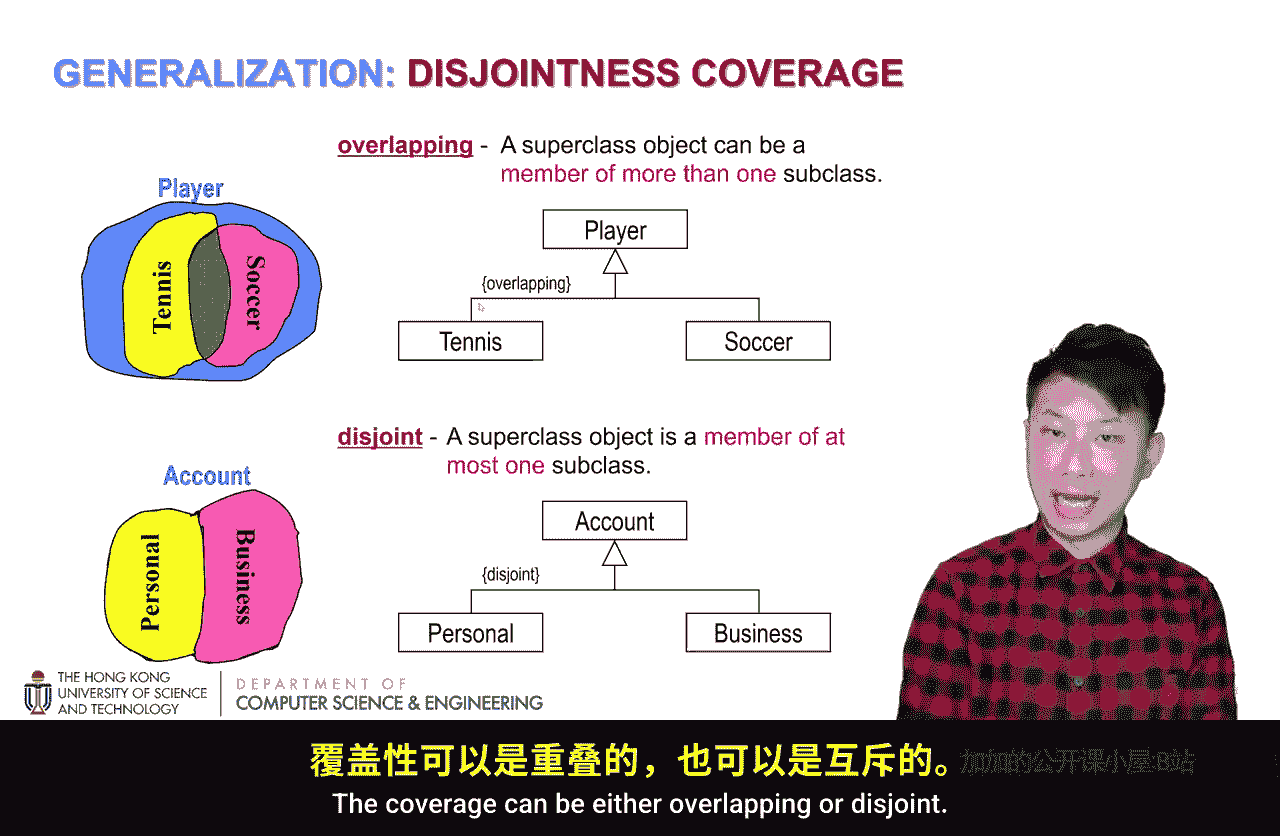 GENERALIZATION: DISJOINTNESS COVERAGE
overlapping - A superclass object can be a
member of more than one subclass.
Player
Tennis
Soccer
Player
{overlapping}
Tennis
Soccer
disjoint - A superclass object is a member of at
most one subclass.
Account
Personal
Business
Account
{disjoint}
Personal
Business
THE HONG KONG
UNIVERSITY OF SCIENCE
AND TECHNOLOGY
DEPARTMENT OF
COMPUTER SCIENCE & ENGINEERING
覆盖性可以是重叠的，也可以是互斥的。
加加的公开课小屋:B站
The coverage can be either overlapping or disjoint.